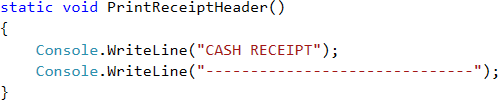 static void PrintReceiptHeader()
{
    Console.WriteLine("CASH RECEIPT");
    Console.WriteLine("------------------------------");
}